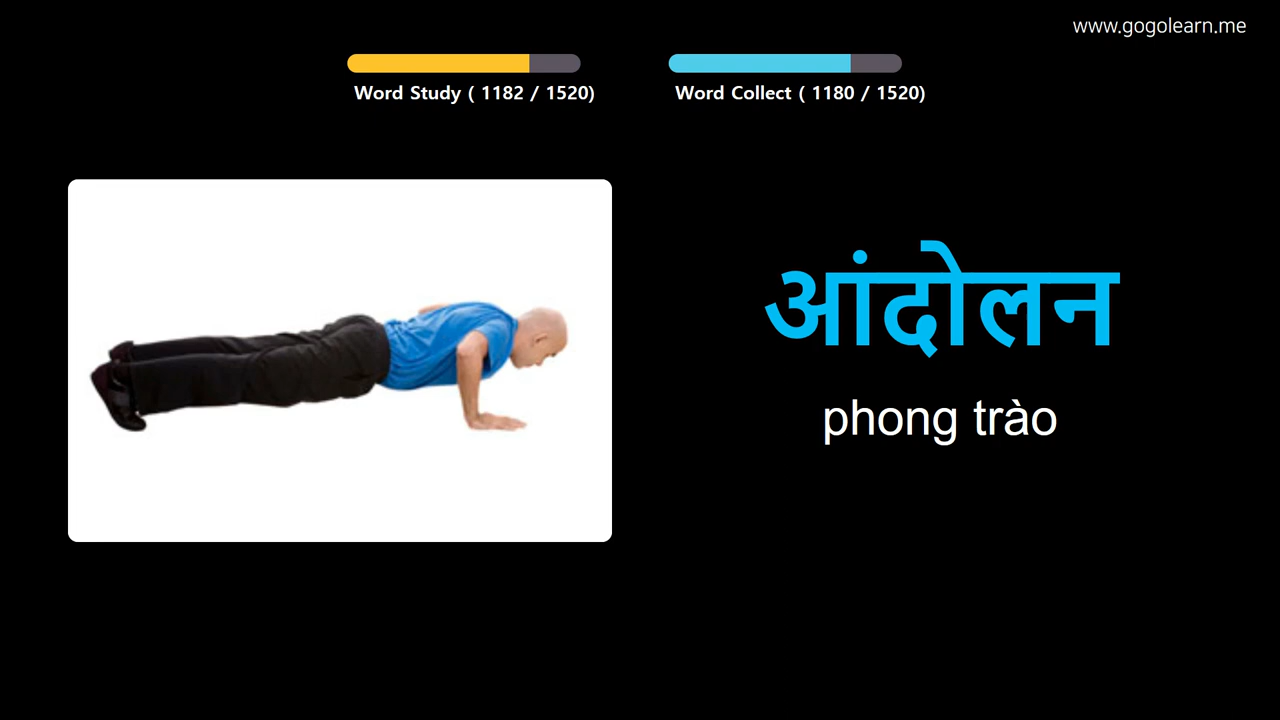 www.gogolearn.me
Word Study ( 1182 / 1520)
Word Collect ( 1180 / 1520)
आंदोलन
phong trào